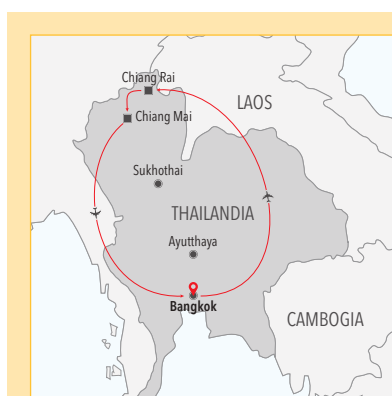 Chiang Rai
LAOS
Chiang Mai
Sukhothai
THAILANDIA
Ayutthaya
Bangkok
CAMBOGIA